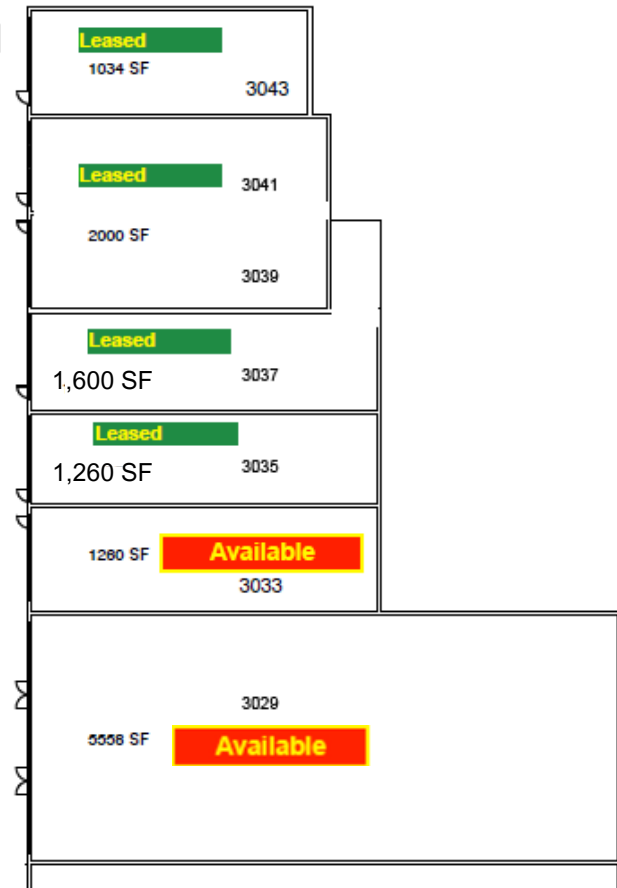 Leased
1034 SF
3043
Leased
3041
2000 SF
3039
Leased
1,600 SF
3037
Leased
1,260 SF
3035
1260 SF
Available
3033
3029
5558 SF
Available